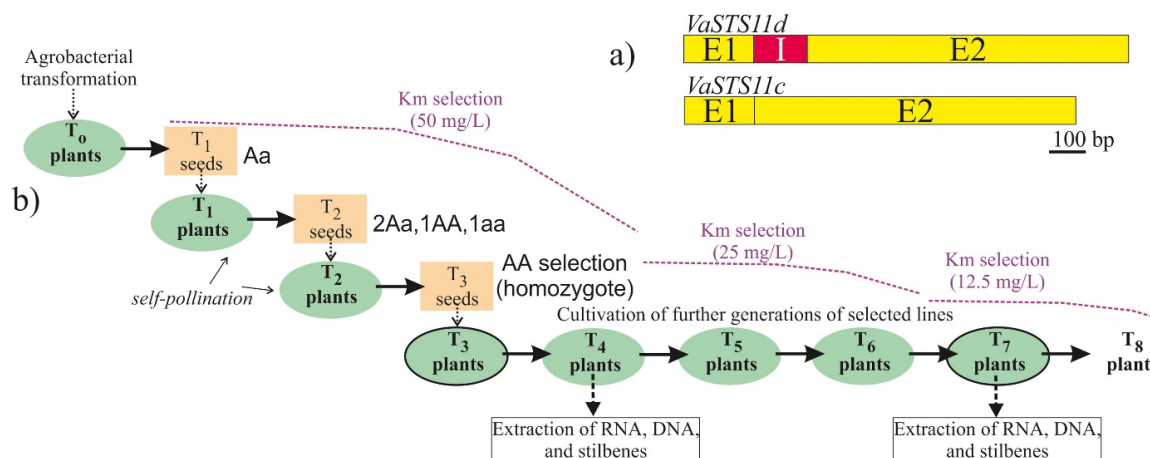 a)
VaSTS11d
E1 I E2
VaSTS11c
E1 E2
100 bp
b)
Agrobacterial
transformation
T0
plants
T1
seeds
Aa
Km selection
(50 mg/L)
T1
plants
T2
seeds
2Aa,1AA,1aa
self-pollination
T2
plants
T3
seeds
AA selection
(homozygote)
Km selection
(25 mg/L)
Km selection
(12.5 mg/L)
Cultivation of further generations of selected lines
T3
plants
T4
plants
T5
plants
T6
plants
T7
plants
T8
plant
Extraction of RNA, DNA,
and stilbenes
Extraction of RNA, DNA,
and stilbenes